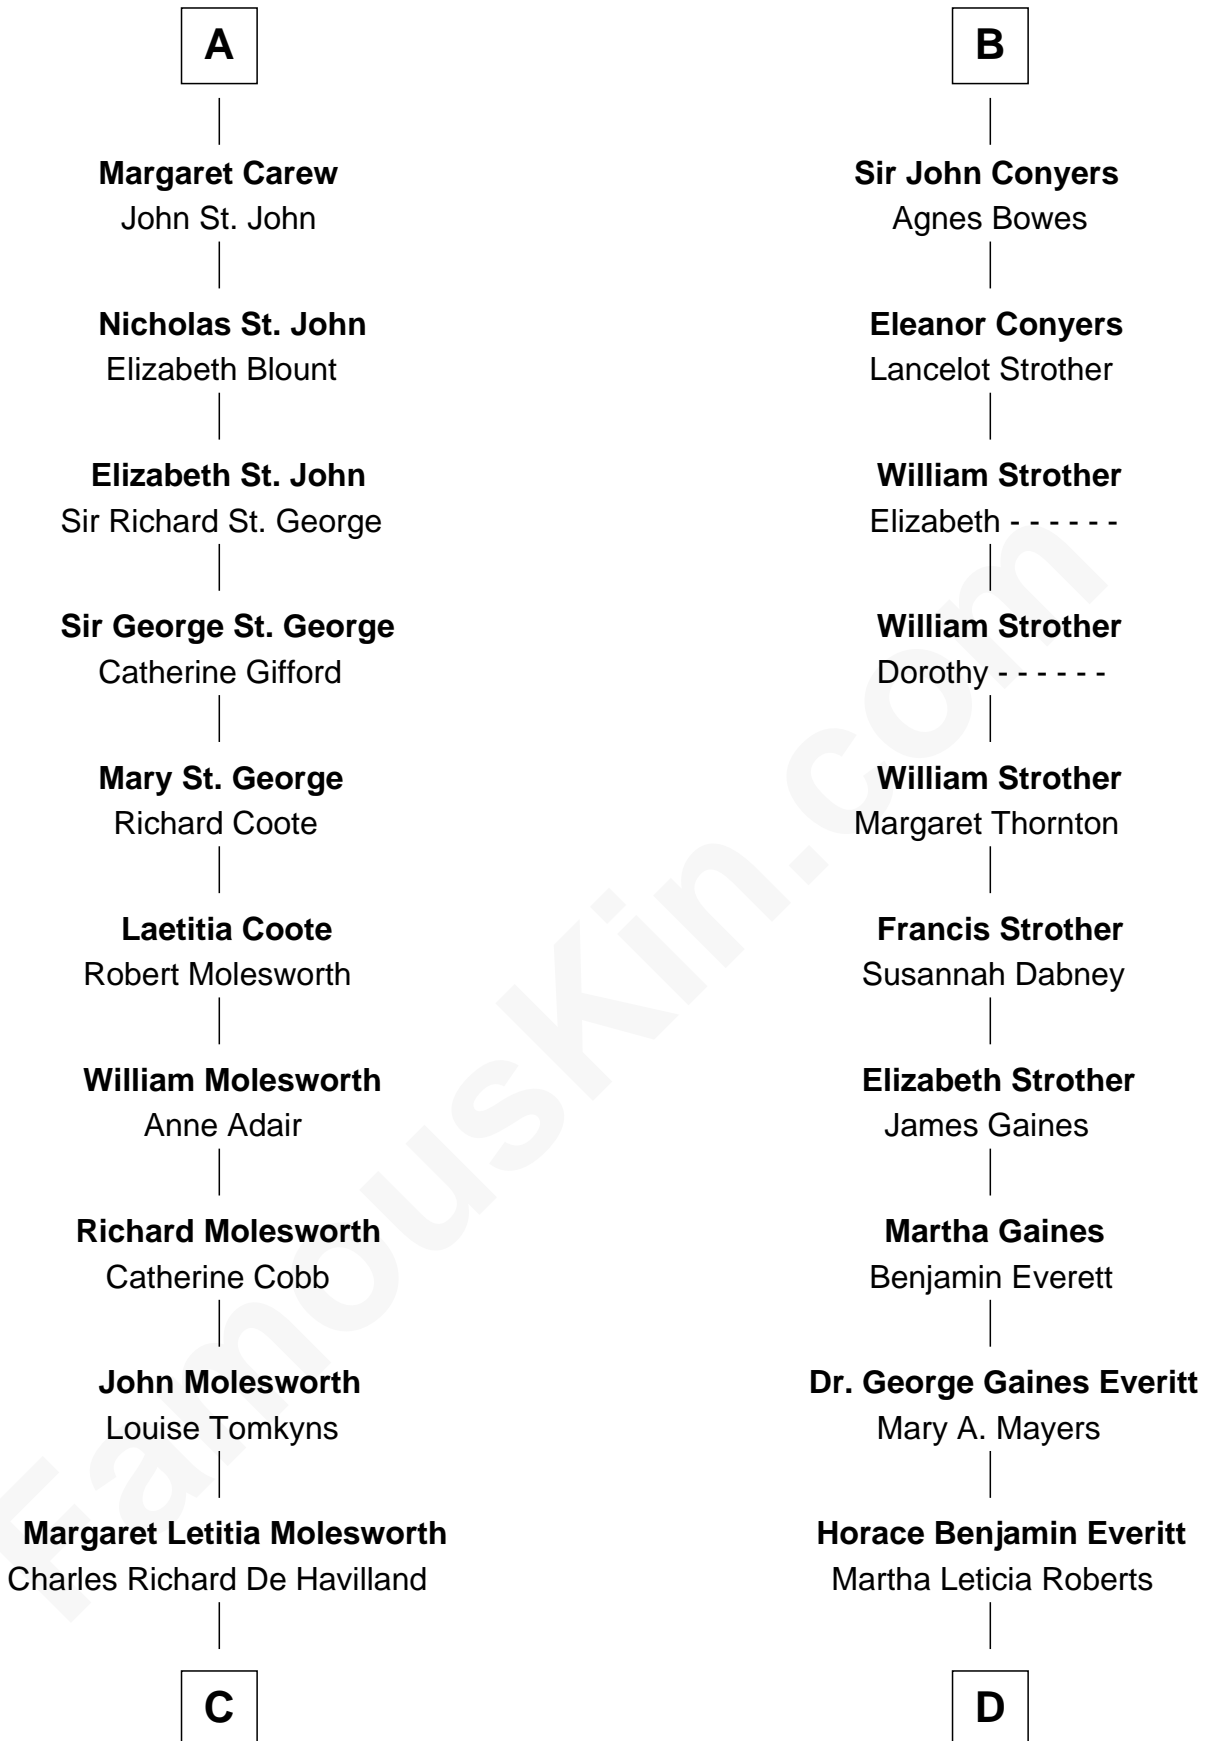 A
Margaret Carew
John St. John
Nicholas St. John
Elizabeth Blount
Elizabeth St. John
Sir Richard St. George
Sir George St. George
Catherine Gifford
Mary St. George
Richard Coote
Laetitia Coote
Robert Molesworth
William Molesworth
Anne Adair
Richard Molesworth
Catherine Cobb
John Molesworth
Louise Tomkyns
Margaret Letitia Molesworth
Charles Richard De Havilland
C
B
Sir John Conyers
Agnes Bowes
Eleanor Conyers
Lancelot Strother
William Strother
Elizabeth - - - - - -
William Strother
Dorothy - - - - - -
William Strother
Margaret Thornton
Francis Strother
Susannah Dabney
Elizabeth Strother
James Gaines
Martha Gaines
Benjamin Everett
Dr. George Gaines Everitt
Mary A. Mayers
Horace Benjamin Everitt
Martha Leticia Roberts
D
FamousKin.com